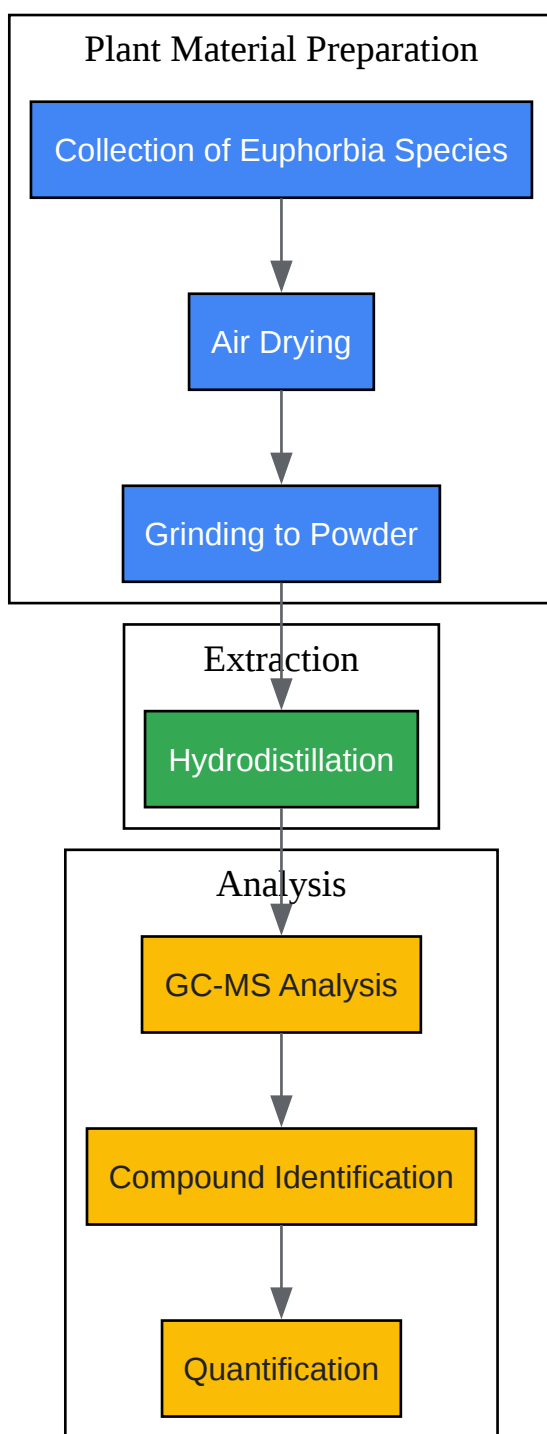 Plant Material Preparation
Collection of Euphorbia Species
Air Drying
Grinding to Powder
Extraction
Hydrodistillation
Analysis
GC-MS Analysis
Compound Identification
Quantification